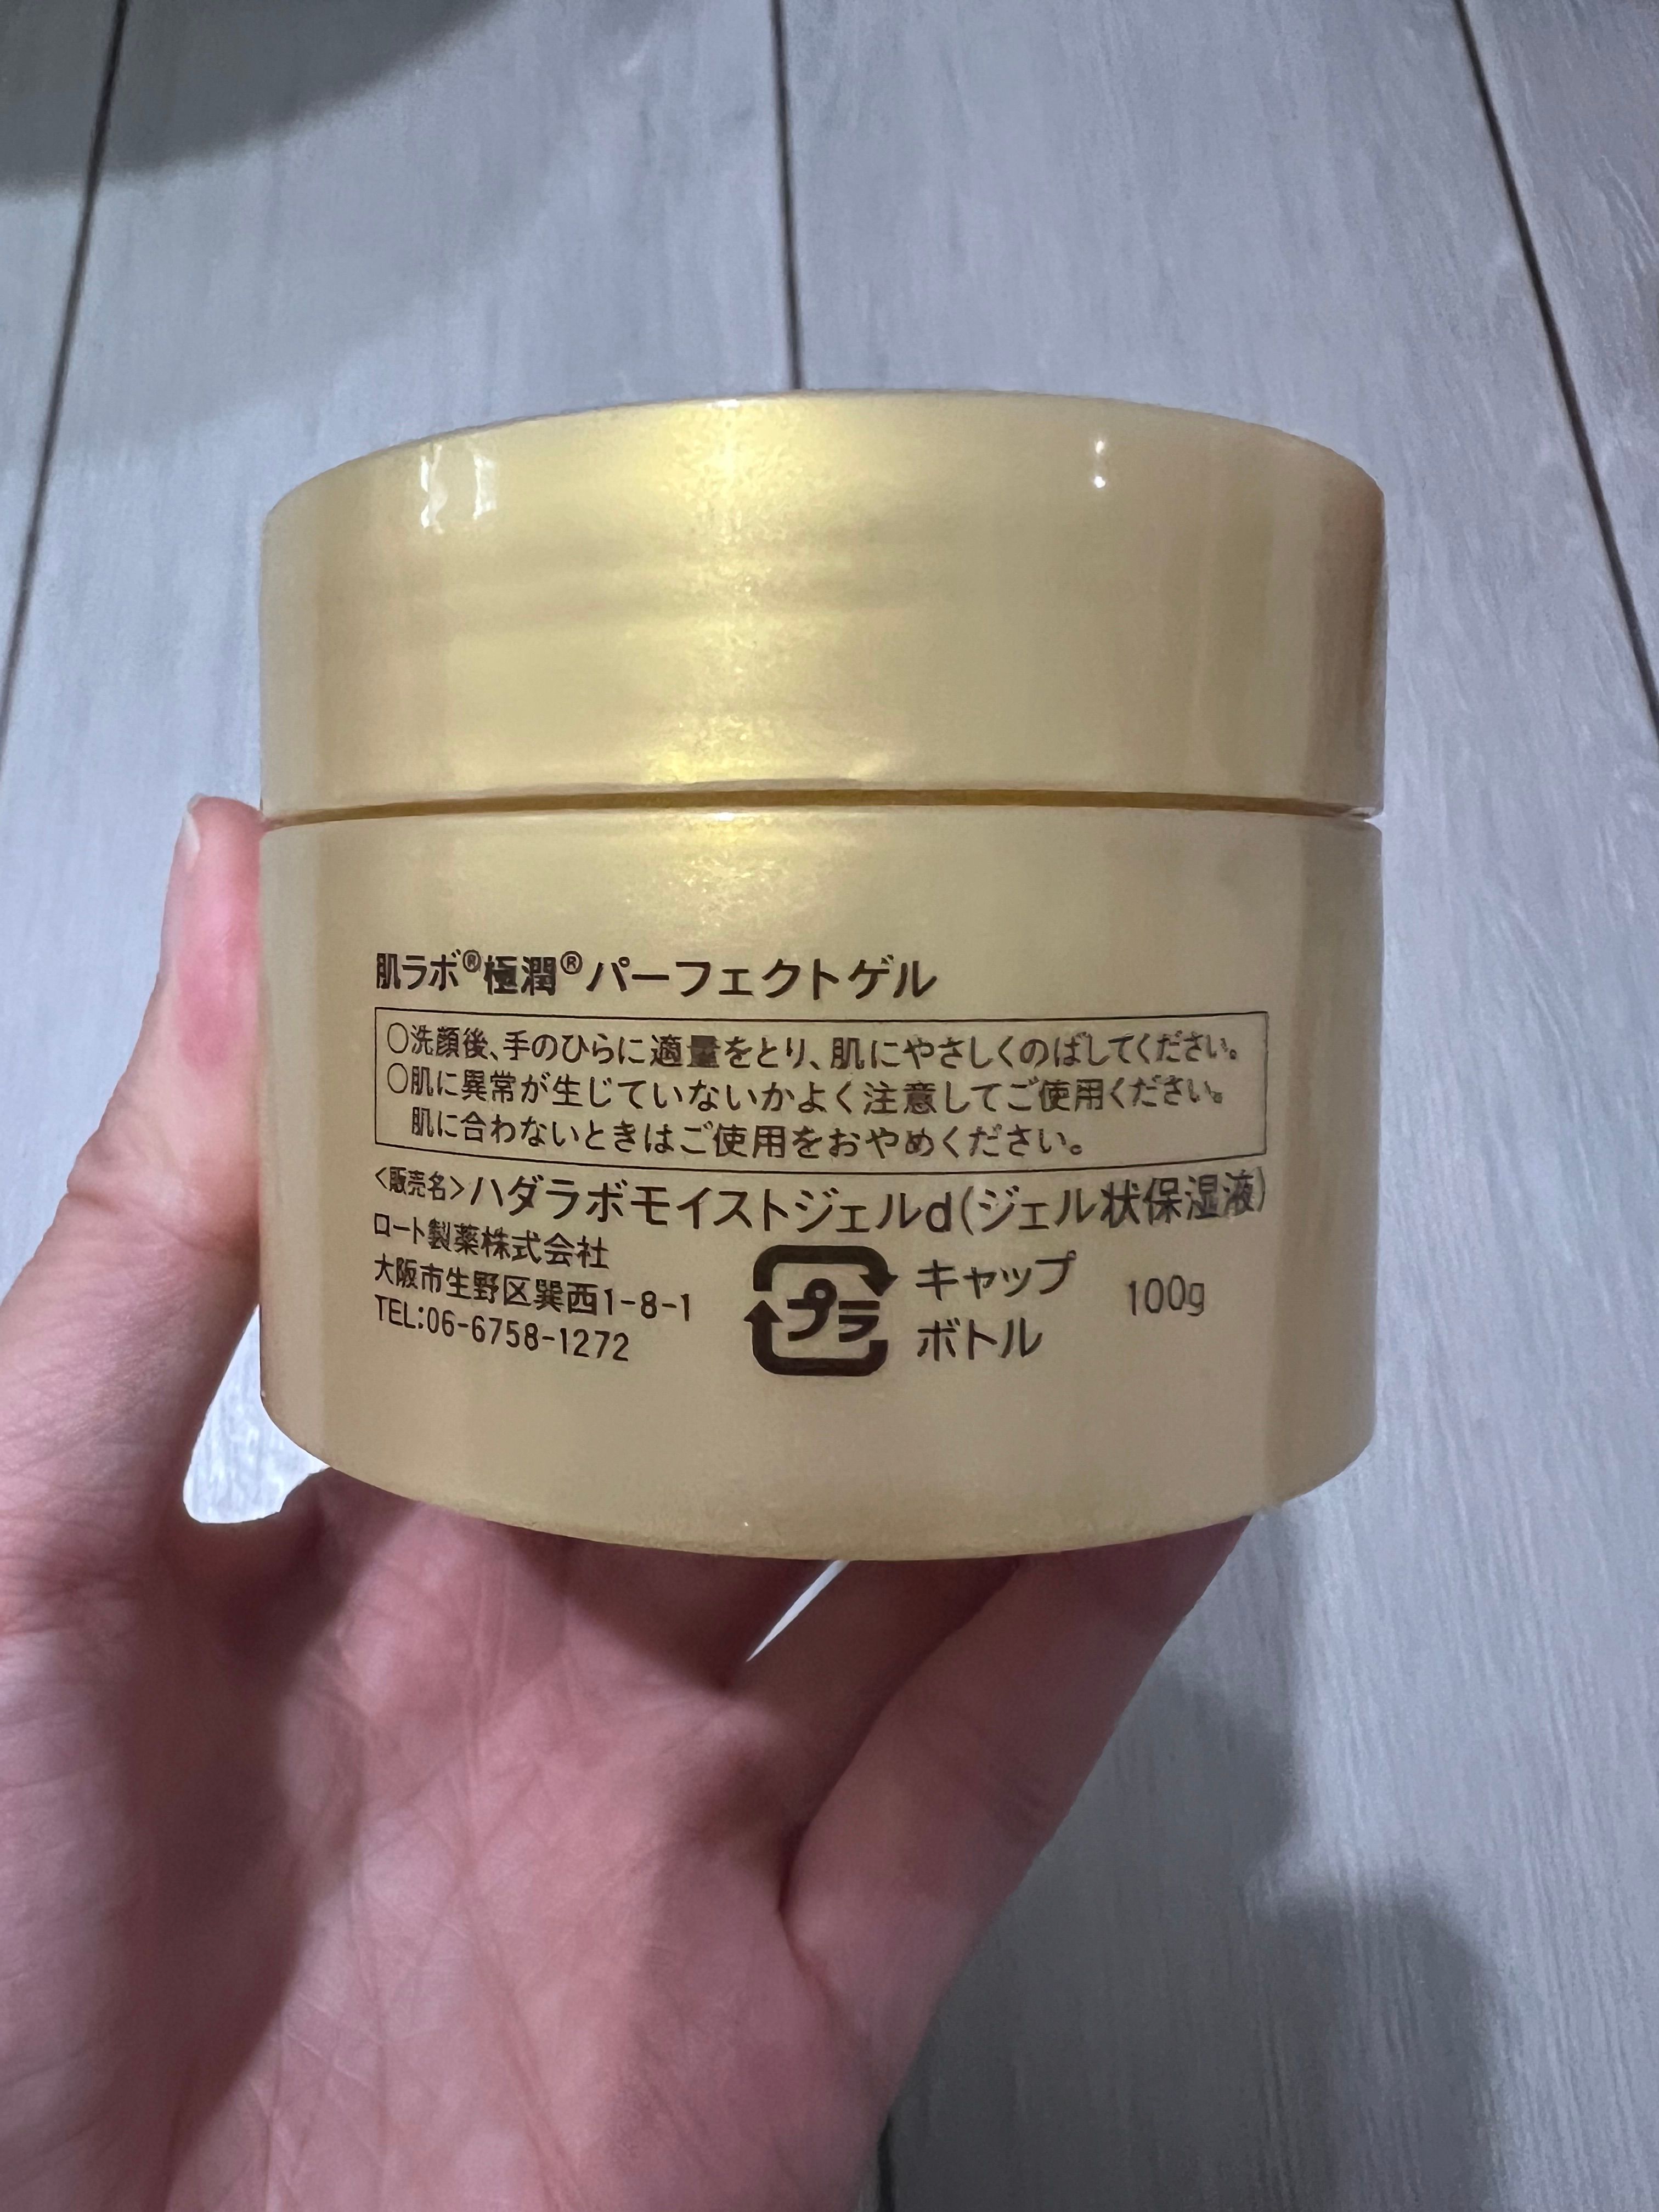 肌ラボ®極潤®パーフェクトゲル
○洗顔後、手のひらに適量をとり、肌にやさしくのばしてください。
○肌に異常が生じていないかよく注意してご使用ください。
肌に合わないときはご使用をおやめください。
<販売名>ハダラボモイストジェルd(ジェル状保湿液)
ロート製薬株式会社
大阪市生野区巽西1-8-1
TEL:06-6758-1272
プラ
キャップ
ボトル
100g